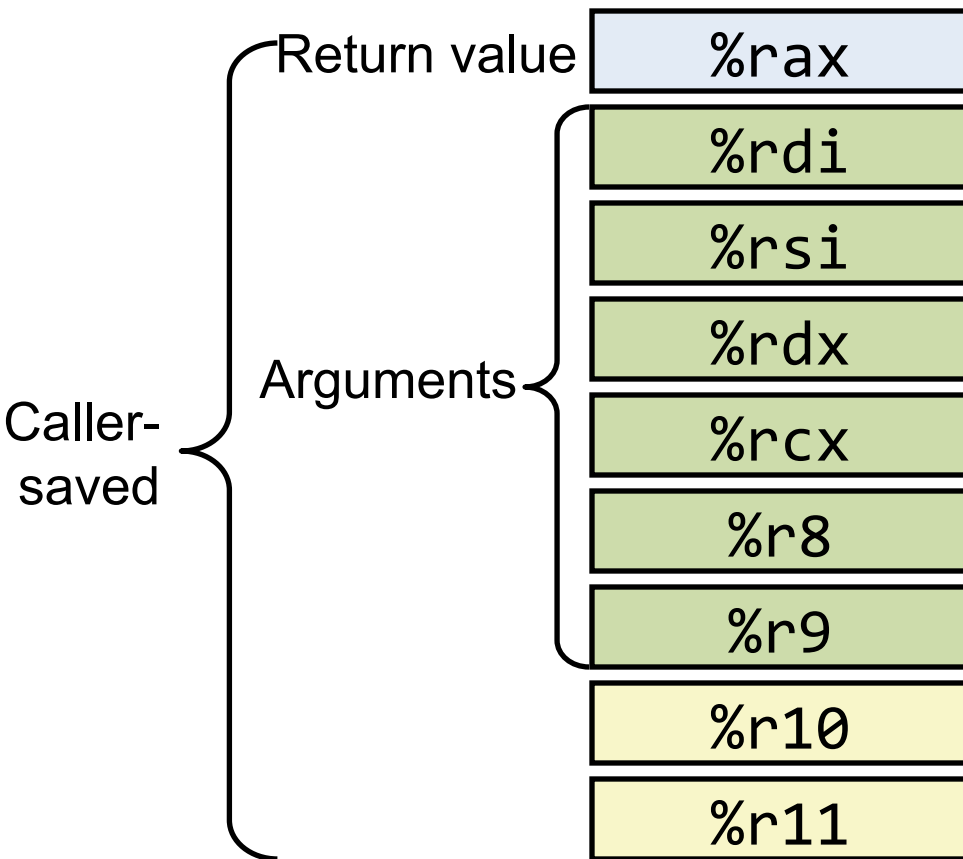 Return value %rax
%rdi
%rsi
%rdx
Arguments
%rcx
Caller-
saved
%r8
%r9
%r10
%r11